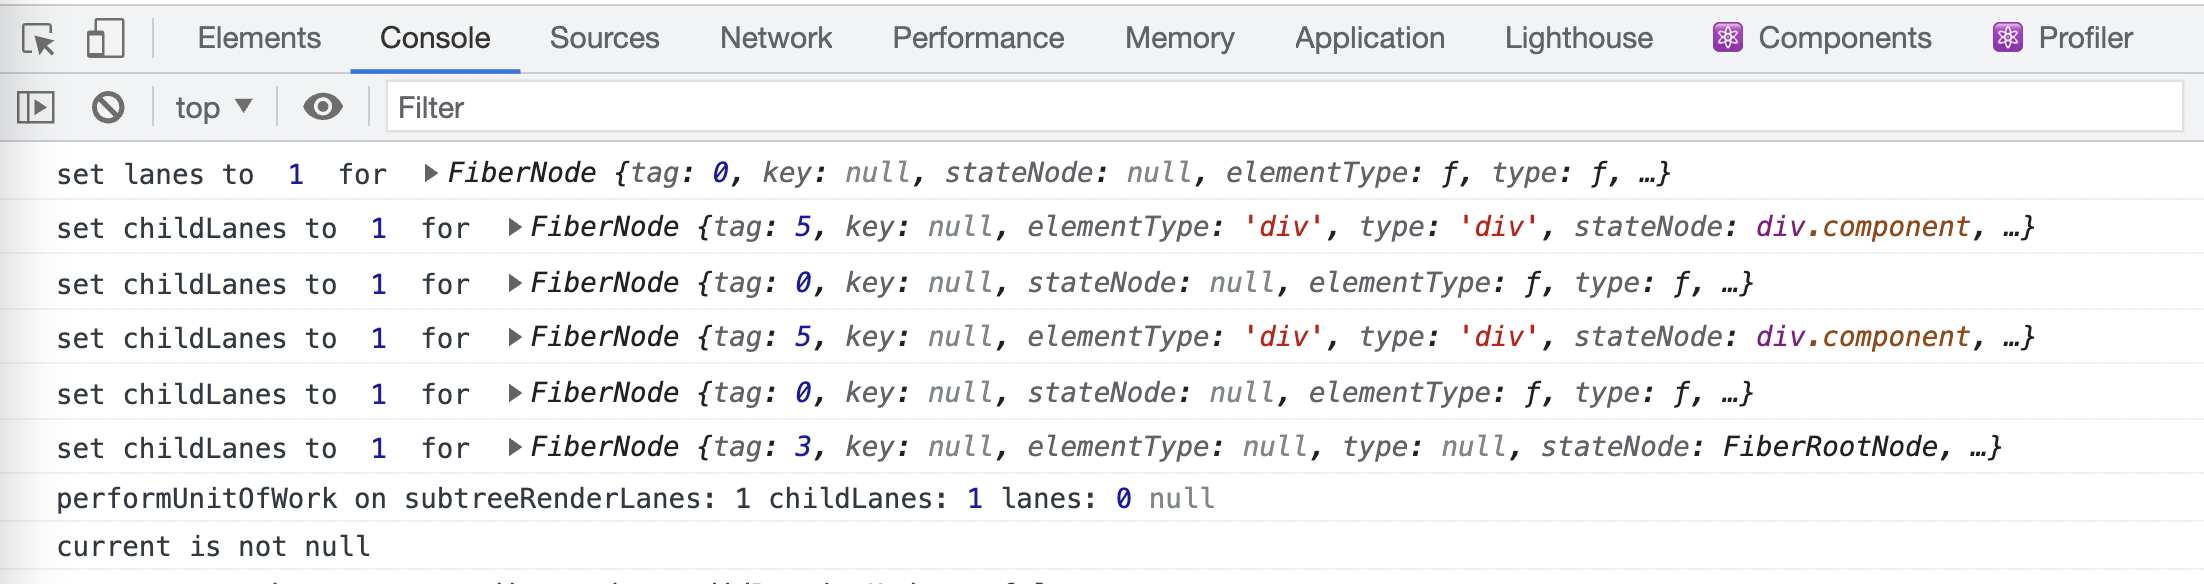 Elements Console Sources Network Performance Memory Application Lighthouse Components Profiler
top Filter
set lanes to 1 for FiberNode {tag: 0, key: null, stateNode: null, elementType: ƒ, type: ƒ, …}
set childLanes to 1 for FiberNode {tag: 5, key: null, elementType: 'div', type: 'div', stateNode: div.component, …}
set childLanes to 1 for FiberNode {tag: 0, key: null, stateNode: null, elementType: ƒ, type: ƒ, …}
set childLanes to 1 for FiberNode {tag: 5, key: null, elementType: 'div', type: 'div', stateNode: div.component, …}
set childLanes to 1 for FiberNode {tag: 0, key: null, stateNode: null, elementType: ƒ, type: ƒ, …}
set childLanes to 1 for FiberNode {tag: 3, key: null, elementType: null, type: null, stateNode: FiberRootNode, …}
performUnitOfWork on subtreeRenderLanes: 1 childLanes: 1 lanes: 0 null
current is not null